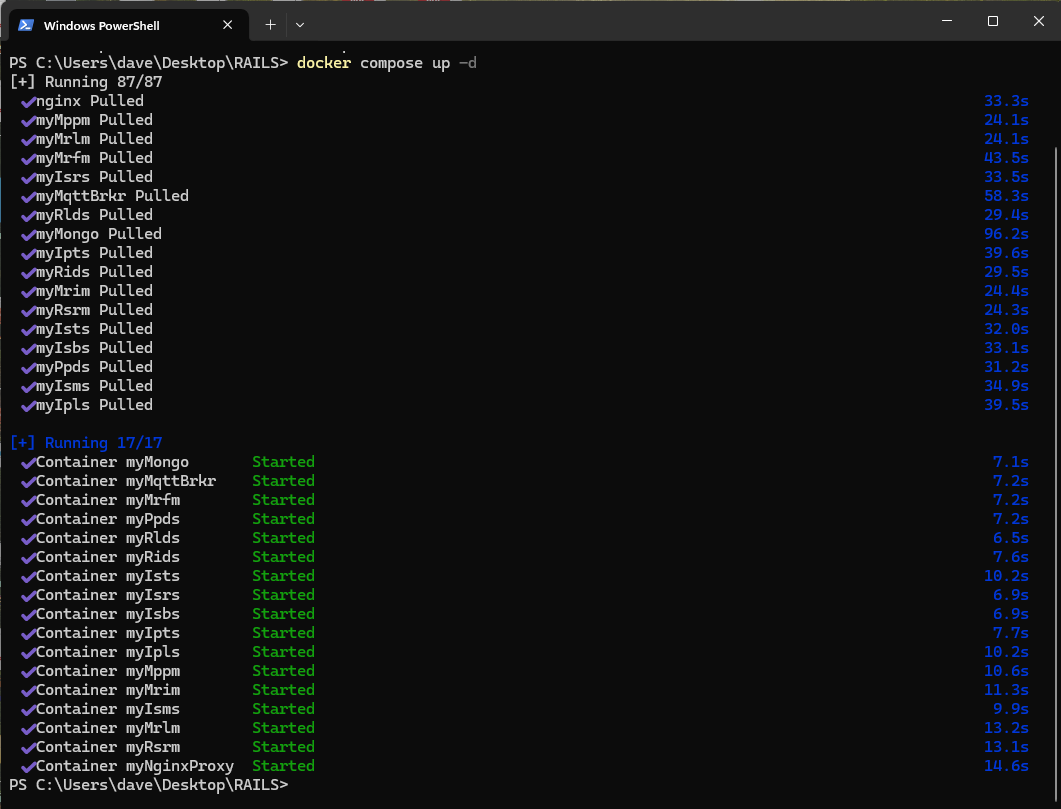 Windows PowerShell
PS C:\Users\dave\Desktop\RAILS> docker compose up -d
[+] Running 87/87
nginx Pulled 33.3s
myMppm Pulled 24.1s
myMrlm Pulled 24.1s
myMrfm Pulled 43.5s
myIsrs Pulled 33.5s
myMqttBrkr Pulled 58.3s
myRlds Pulled 29.4s
myMongo Pulled 96.2s
myIpts Pulled 39.6s
myRids Pulled 29.5s
myMrim Pulled 24.4s
myRsrm Pulled 24.3s
myIsts Pulled 32.0s
myIsbs Pulled 33.1s
myPpds Pulled 31.2s
myIsms Pulled 34.9s
myIpls Pulled 39.5s
[+] Running 17/17
Container myMongo Started 7.1s
Container myMqttBrkr Started 7.2s
Container myMrfm Started 7.2s
Container myPpds Started 7.2s
Container myRlds Started 6.5s
Container myRids Started 7.6s
Container myIsts Started 10.2s
Container myIsrs Started 6.9s
Container myIsbs Started 6.9s
Container myIpts Started 7.7s
Container myIpls Started 10.2s
Container myMppm Started 10.6s
Container myMrim Started 11.3s
Container myIsms Started 9.9s
Container myMrlm Started 13.2s
Container myRsrm Started 13.1s
Container myNginxProxy Started 14.6s
PS C:\Users\dave\Desktop\RAILS>